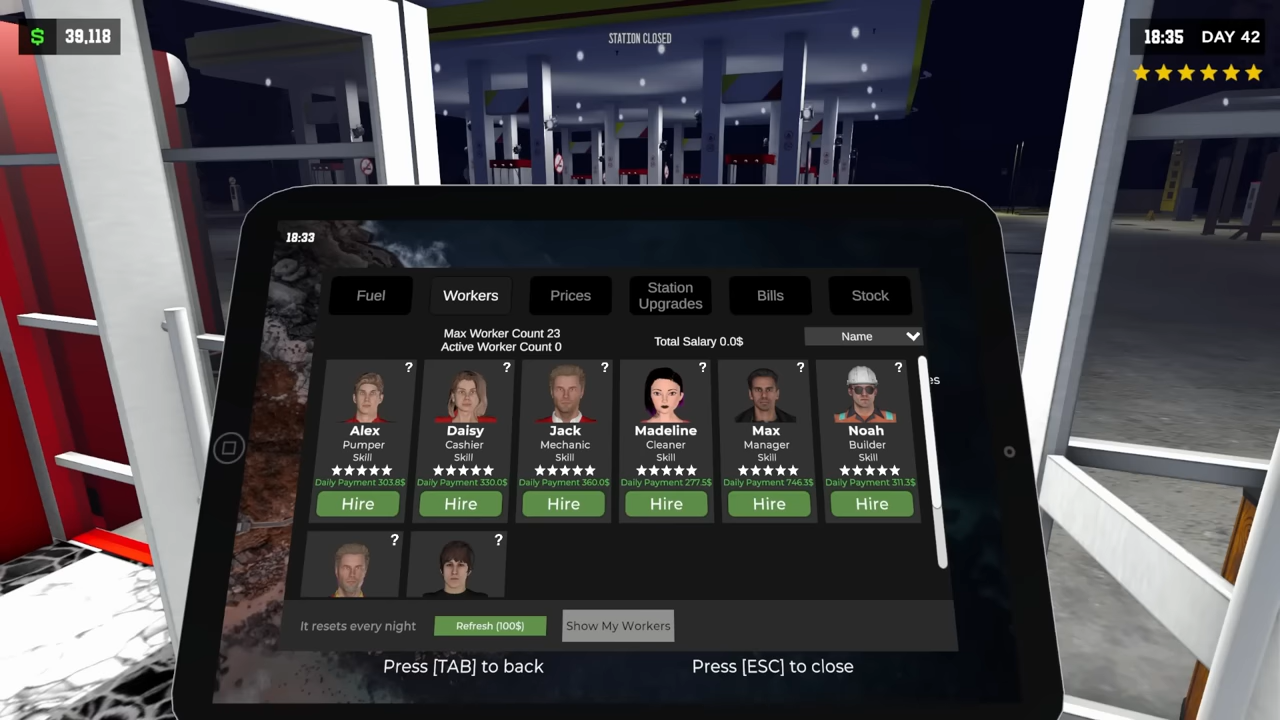 $ 39,118
STATION CLOSED
18:35 DAY 42
18:33
Fuel
Workers
Prices
Station
Upgrades
Bills
Stock
Max Worker Count 23
Active Worker Count 0
Total Salary 0.0$
Name
es
?
?
?
?
?
?
Alex
Pumper
Skill
Daily Payment 303.8$
Hire
Daisy
Cashier
Skill
Daily Payment 330.0$
Hire
Jack
Mechanic
Skill
Daily Payment 360.0$
Hire
Madeline
Cleaner
Skill
Daily Payment 277.5$
Hire
Max
Manager
Skill
Daily Payment 746.3$
Hire
Noah
Builder
Skill
Daily Payment 311.3$
Hire
?
?
It resets every night
Refresh (100$)
Show My Workers
Press [TAB] to back
Press [ESC] to close